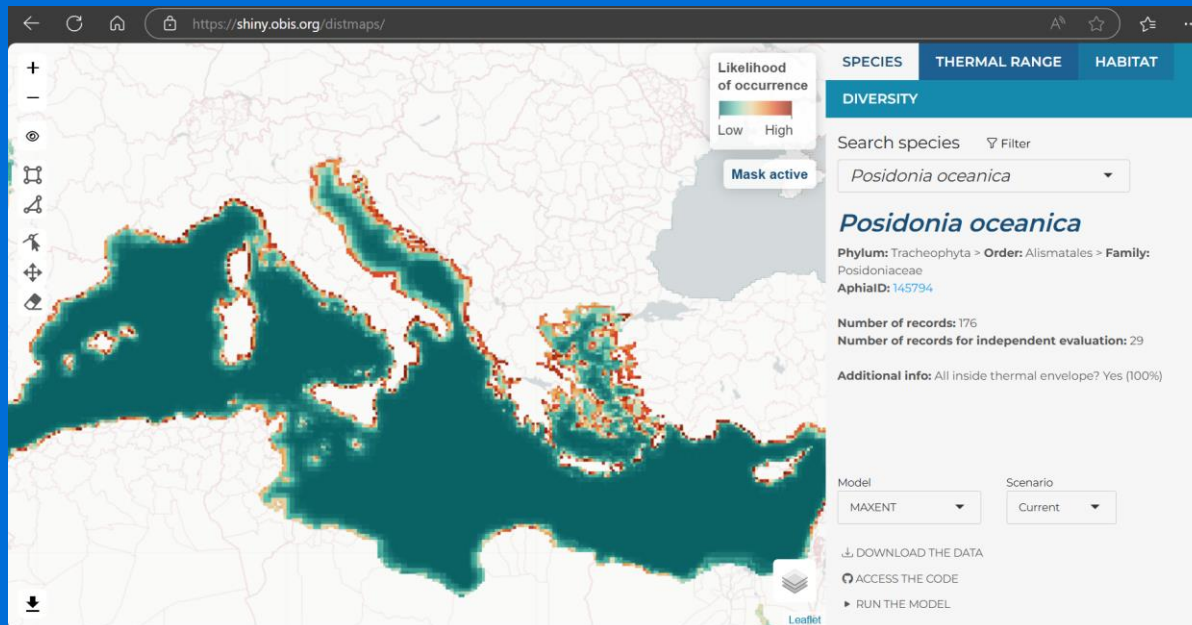 https://shiny.obis.org/distmaps/
Likelihood
of occurrence
Low High
Mask active
Leaflet
SPECIES THERMAL RANGE HABITAT
DIVERSITY
Search species Filter
Posidonia oceanica
Posidonia oceanica
Phylum: Tracheophyta > Order: Alismatales > Family:
Posidoniaceae
AphiaID: 145794
Number of records: 176
Number of records for independent evaluation: 29
Additional info: All inside thermal envelope? Yes (100%)
Model Scenario
MAXENT Current
DOWNLOAD THE DATA
ACCESS THE CODE
RUN THE MODEL